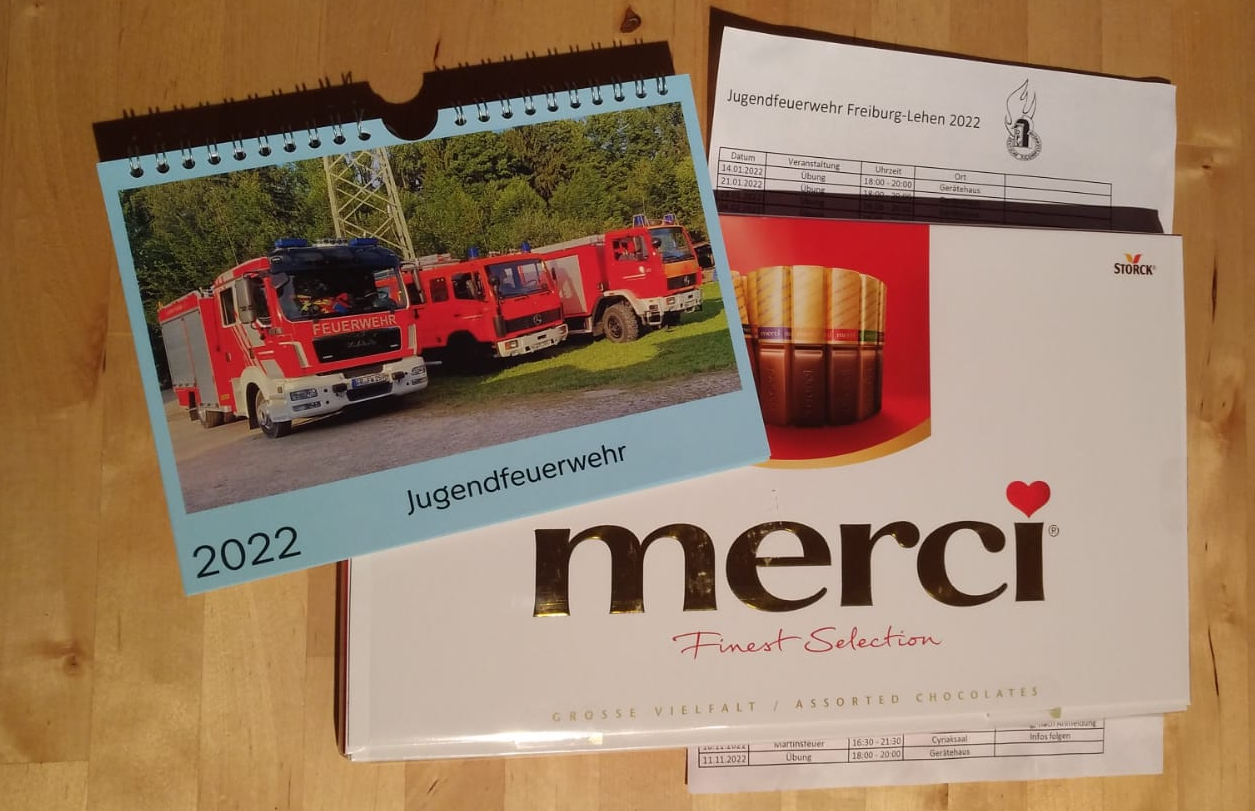 Jugendfeuerwehr Freiburg-Lehen 2022
Datum Veranstaltung Uhrzeit Ort
14.01.2022 Übung 18:00 - 20:00 Gerätehaus
21.01.2022 Übung
FEUERWEHR
Jugendfeuerwehr
2022
STORCK®
merci
merci®
Finest Selection
GROSSE VIELFALT / ASSORTED CHOCOLATES
Martinsfeuer 16:30 - 21:30 Cyriaksaal Infos folgen
11.11.2022 Übung 18:00 - 20:00 Gerätehaus